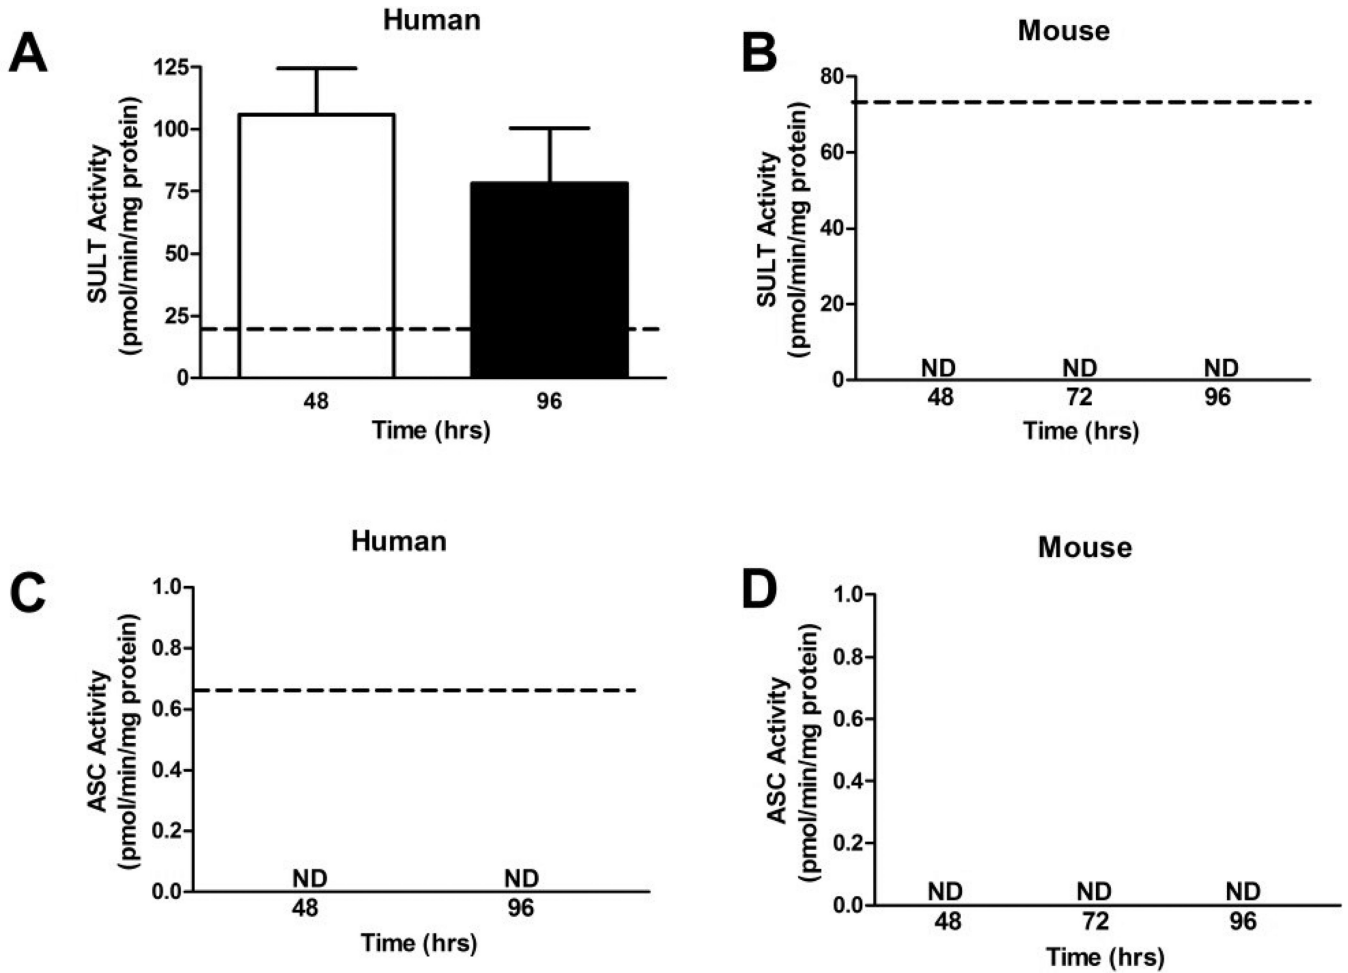 A
Human
SULT Activity
(pmol/min/mg protein)
125
100
75
50
25
0
48
96
Time (hrs)
B
Mouse
SULT Activity
(pmol/min/mg protein)
80
60
40
20
0
ND ND ND
48 72 96
Time (hrs)
C
Human
ASC Activity
(pmol/min/mg protein)
1.0
0.8
0.6
0.4
0.2
0.0
ND ND
48 96
Time (hrs)
D
Mouse
ASC Activity
(pmol/min/mg protein)
1.0
0.8
0.6
0.4
0.2
0.0
ND ND ND
48 72 96
Time (hrs)